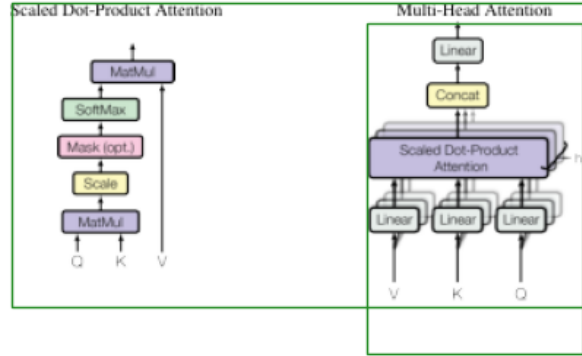 Scaled Dot-Product Attention
MatMul
SoftMax
Mask (opt.)
Scale
MatMul
Q K V
Multi-Head Attention
Linear
Concat
Scaled Dot-Product
Attention
h
Linear Linear Linear
V K Q